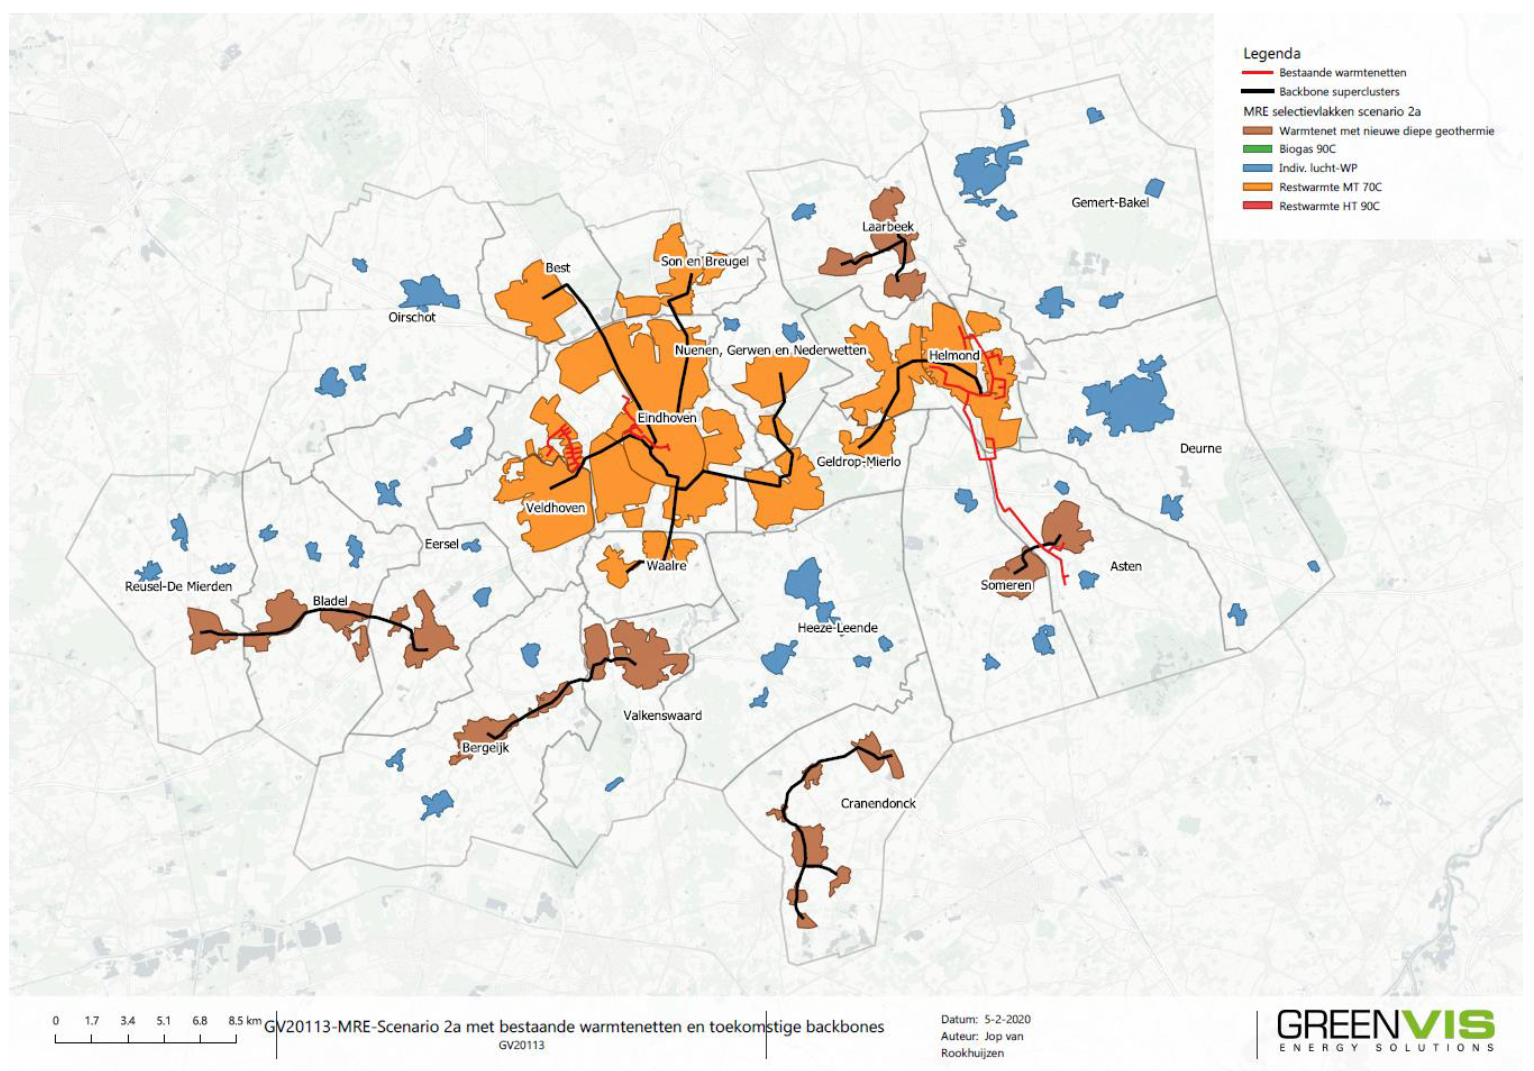 Legenda
Bestaande warmtenetten
Backbone superclusters
MRE selectievlakken scenario 2a
Warmtenet met nieuwe diepe geothermie
Biogas 90C
Indiv. lucht-WP
Restwarmte MT 70C
Restwarmte HT 90C
Gemert-Bakel
Laarbeek
Best
Son en Breugel
Oirschot
Nuenen, Gerwen en Nederwetten
Helmond
Eindhoven
Deurne
Geldrop-Mierlo
Veldhoven
Eersel
Waalre
Asten
Reusel-De Mierden
Someren
Bladel
Heeze-Leende
Valkenswaard
Bergeijk
Cranendonck
0 1.7 3.4 5.1 6.8 8.5 km
GV20113-MRE-Scenario 2a met bestaande warmtenetten en toekomstige backbones
GV20113
Datum: 5-2-2020
Auteur: Jop van
Rookhuijzen
GREENVIS
ENERGY SOLUTIONS